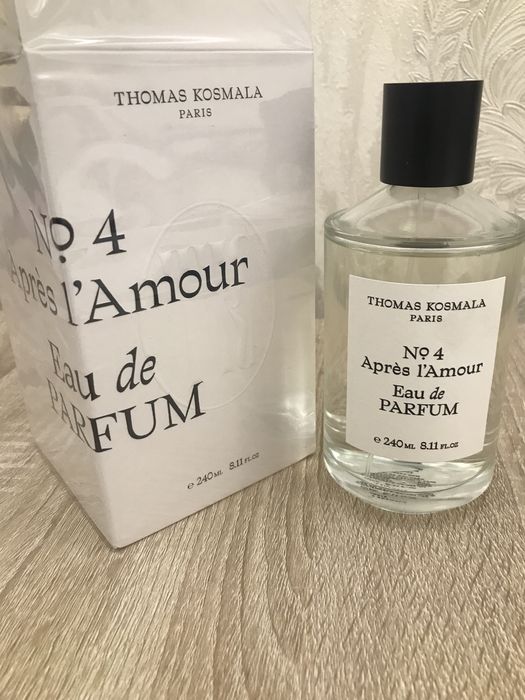 THOMAS KOSMALA
PARIS
No 4
Après l'Amour
Eau de
PARFUM
e 240ML 8.11 FL.OZ
THOMAS KOSMALA
PARIS
No 4
Après l'Amour
Eau de
PARFUM
e 240ML 8.11 FL.OZ